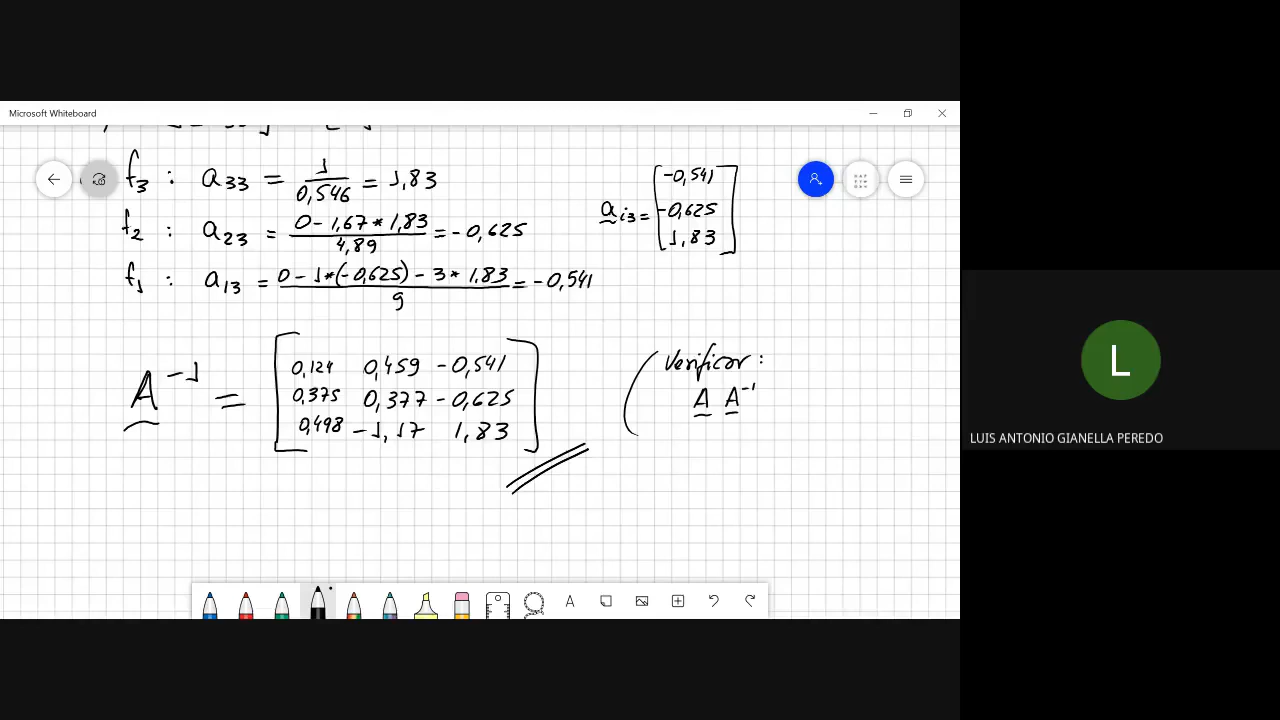 Microsoft Whiteboard
f3 : a33 = 1 / 0,546 = 1,83
f2 : a23 = 0 - 1,67 * 1,83 / 4,89 = - 0,625
f1 : a13 = 0 - 1 * (-0,625) - 3 * 1,83 / 9 = - 0,541
ai3 = [ -0,541
-0,625
1,83 ]
A^-1 = [ 0,124 0,459 - 0,541
0,375 0,377 - 0,625
0,498 - 1,17 1,83 ]
( Verificar :
A A^-1
A
L
LUIS ANTONIO GIANELLA PEREDO